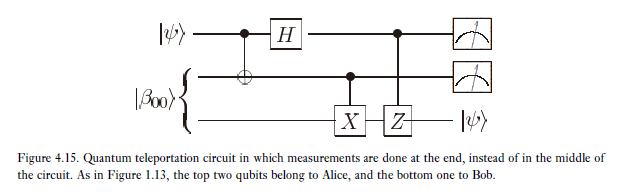 |ψ⟩ H
|β00⟩
X Z |ψ⟩
Figure 4.15. Quantum teleportation circuit in which measurements are done at the end, instead of in the middle of
the circuit. As in Figure 1.13, the top two qubits belong to Alice, and the bottom one to Bob.